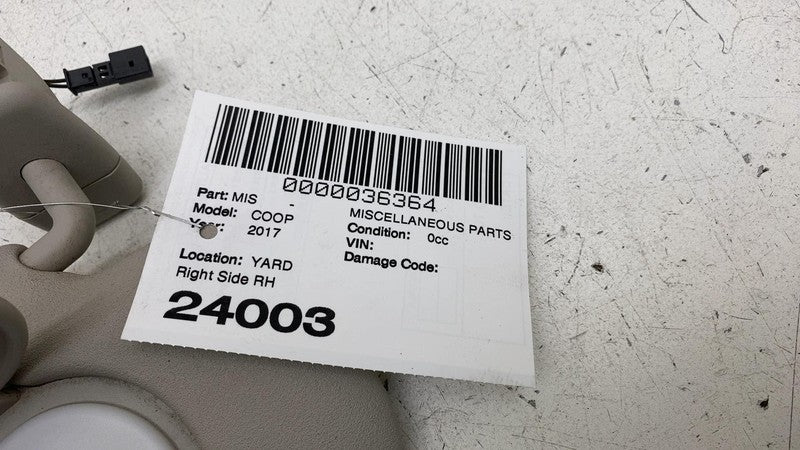 0000036364
Part: MIS - MISCELLANEOUS PARTS
Model: COOP Condition: 0cc
Year: 2017 VIN:
Damage Code:
Location: YARD
Right Side RH
24003